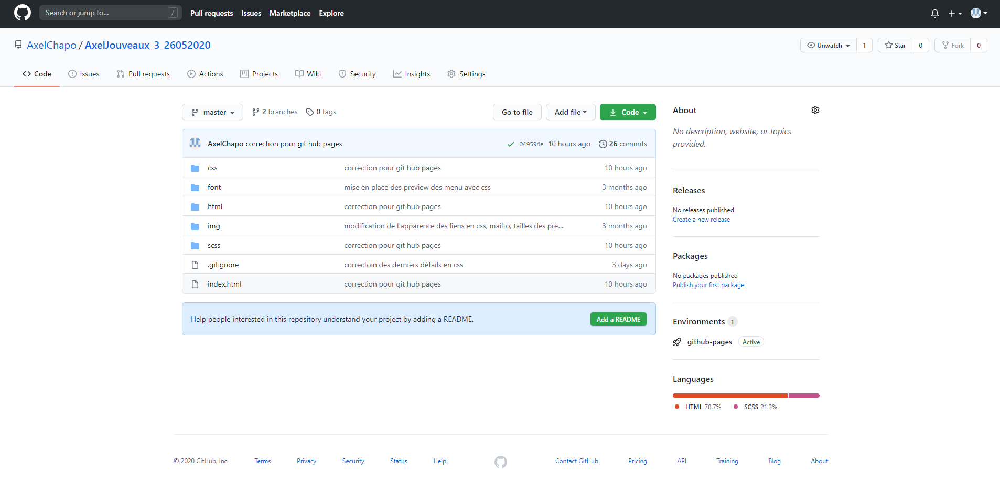 Search or jump to... / Pull requests Issues Marketplace Explore
AxelChapo / AxelJouveaux_3_26052020 Unwatch 1 Star 0 Fork 0
Code Issues Pull requests Actions Projects Wiki Security Insights Settings
master 2 branches 0 tags Go to file Add file Code
AxelChapo correction pour git hub pages 049594e 10 hours ago 26 commits
css correction pour git hub pages 10 hours ago
font mise en place des preview des menu avec css 3 months ago
html correction pour git hub pages 10 hours ago
img modification de l'apparence des liens en css, mailto, tailles des pre... 3 months ago
scss correction pour git hub pages 10 hours ago
.gitignore correctoin des derniers détails en css 3 days ago
index.html correction pour git hub pages 10 hours ago
Help people interested in this repository understand your project by adding a README. Add a README
About
No description, website, or topics
provided.
Releases
No releases published
Create a new release
Packages
No packages published
Publish your first package
Environments 1
github-pages Active
Languages
HTML 78.7% SCSS 21.3%
© 2020 GitHub, Inc. Terms Privacy Security Status Help Contact GitHub Pricing API Training Blog About